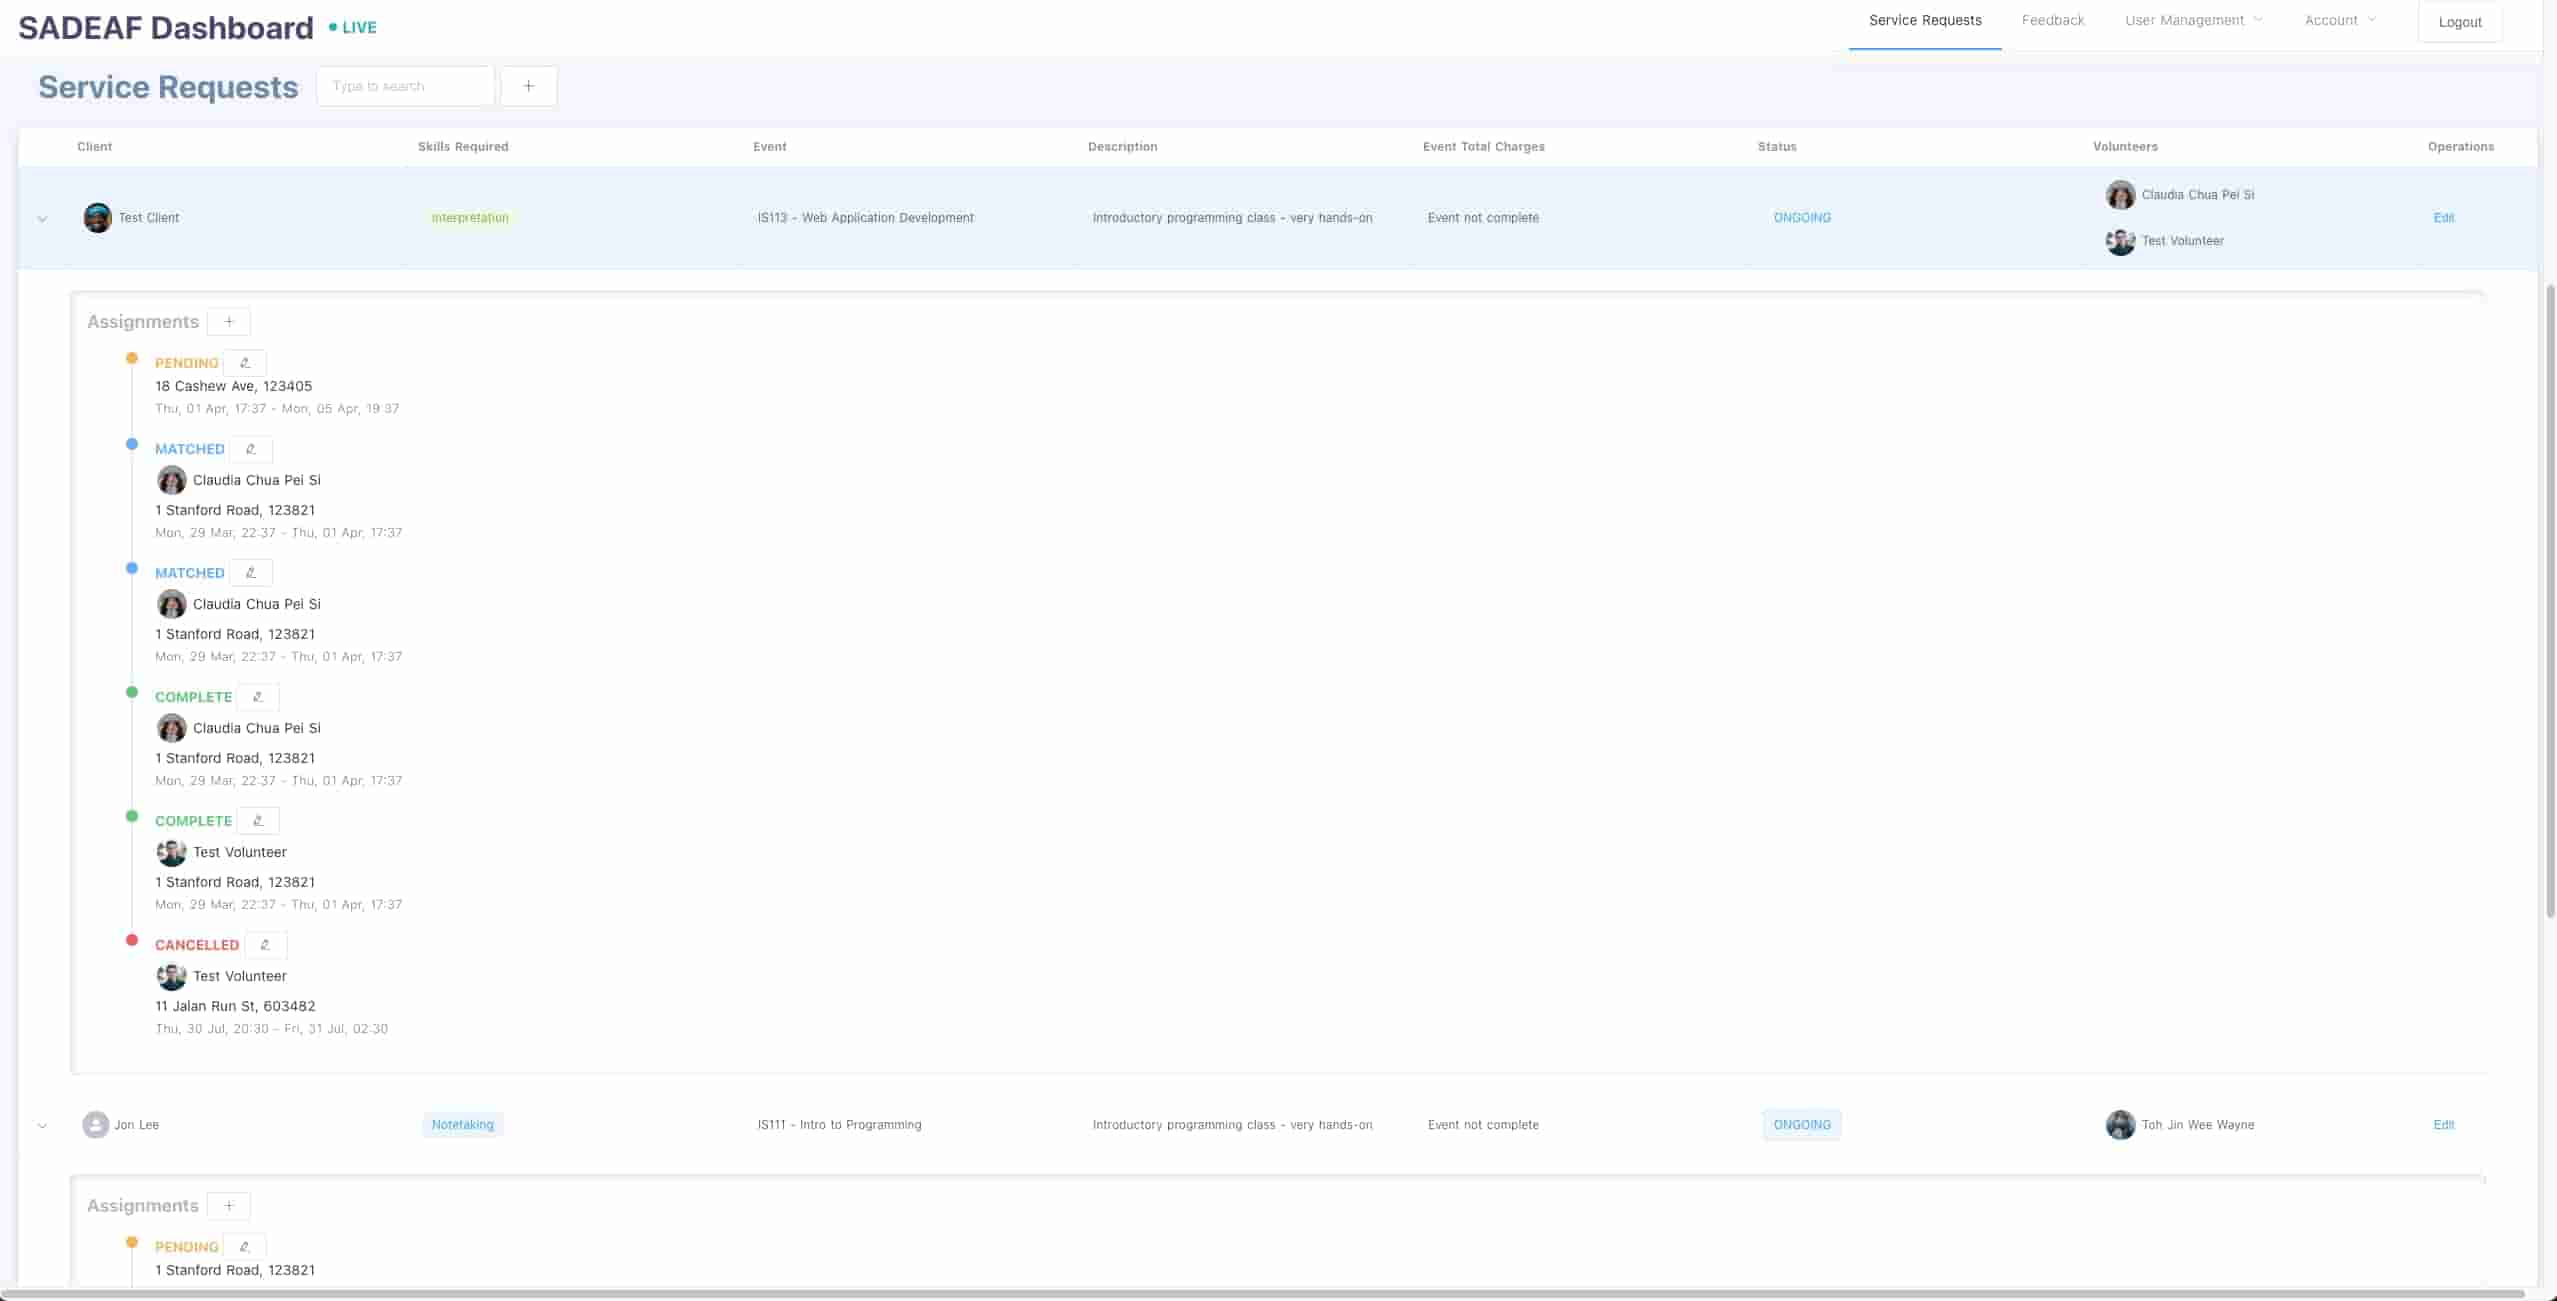 SADEAF Dashboard LIVE
Service Requests Feedback User Management Account Logout
Service Requests Type to search +
Client Skills Required Event Description Event Total Charges Status Volunteers Operations
Test Client Interpretation IS113 - Web Application Development Introductory programming class - very hands-on Event not complete ONGOING Claudia Chua Pei Si Edit
Test Volunteer
Assignments +
PENDING
18 Cashew Ave, 123405
Thu, 01 Apr, 17:37 - Mon, 05 Apr, 19:37
MATCHED
Claudia Chua Pei Si
1 Stanford Road, 123821
Mon, 29 Mar, 22:37 - Thu, 01 Apr, 17:37
MATCHED
Claudia Chua Pei Si
1 Stanford Road, 123821
Mon, 29 Mar, 22:37 - Thu, 01 Apr, 17:37
COMPLETE
Claudia Chua Pei Si
1 Stanford Road, 123821
Mon, 29 Mar, 22:37 - Thu, 01 Apr, 17:37
COMPLETE
Test Volunteer
1 Stanford Road, 123821
Mon, 29 Mar, 22:37 - Thu, 01 Apr, 17:37
CANCELLED
Test Volunteer
11 Jalan Run St, 603482
Thu, 30 Jul, 20:30 - Fri, 31 Jul, 02:30
Jon Lee Notetaking IS111 - Intro to Programming Introductory programming class - very hands-on Event not complete ONGOING Toh Jin Wee Wayne Edit
Assignments +
PENDING
1 Stanford Road, 123821